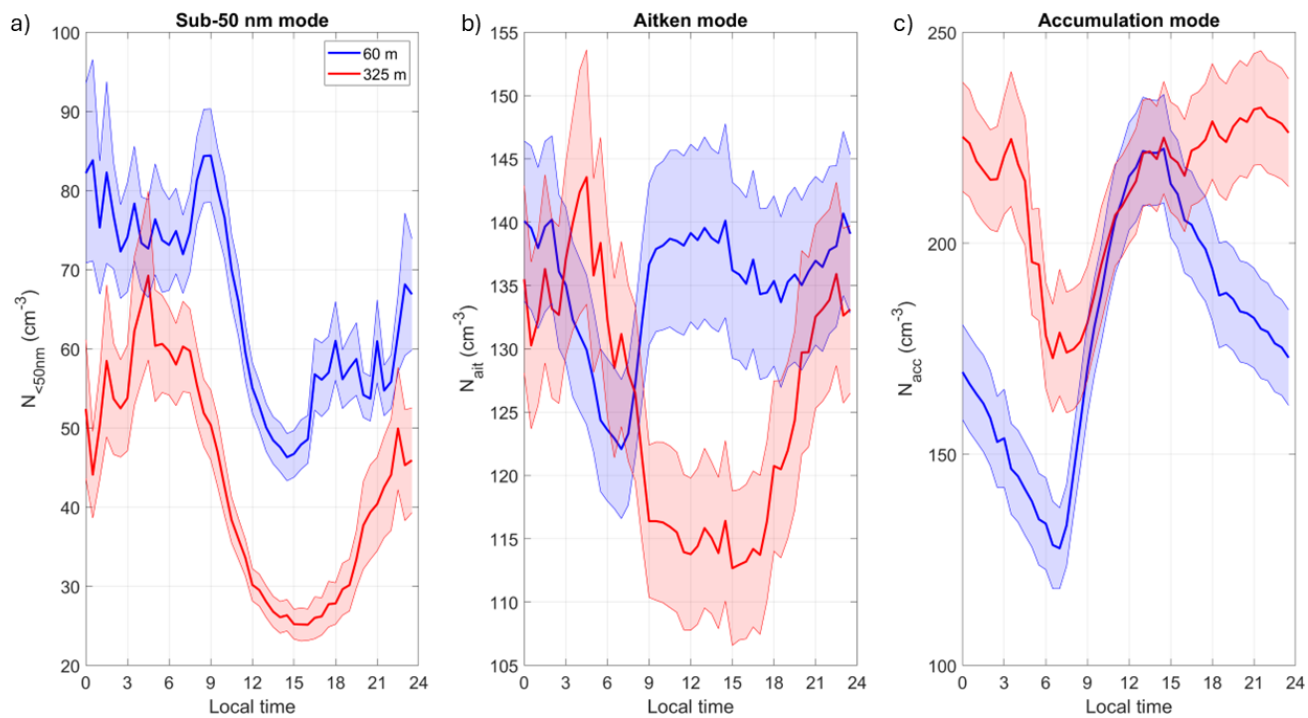 a)
Sub-50 nm mode
100
90
80
70
60
50
40
30
20
N<50nm (cm-3)
0 3 6 9 12 15 18 21 24
Local time
60 m
325 m
b)
Aitken mode
155
150
145
140
135
130
125
120
115
110
105
Nait (cm-3)
0 3 6 9 12 15 18 21 24
Local time
c)
Accumulation mode
250
200
150
100
Nacc (cm-3)
0 3 6 9 12 15 18 21 24
Local time